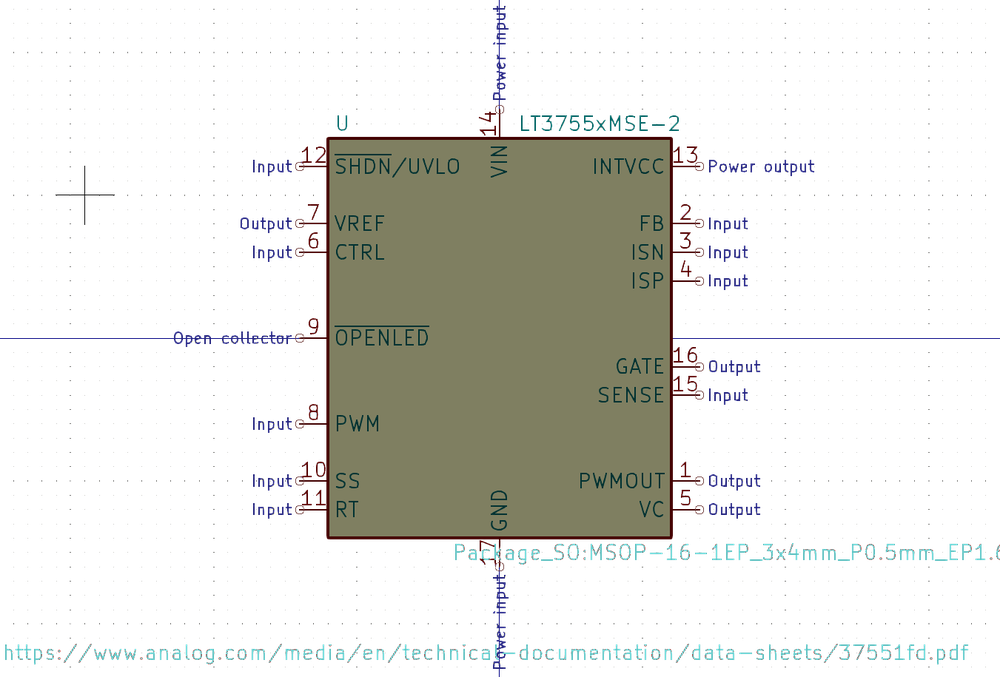 Power input
14
U
LT3755xMSE-2
VIN
Input 12 SHDN/UVLO
INTVCC 13 Power output
Output 7 VREF
FB 2 Input
Input 6 CTRL
ISN 3 Input
ISP 4 Input
Open collector 9 OPENLED
GATE 16 Output
SENSE 15 Input
Input 8 PWM
Input 10 SS
PWMOUT 1 Output
Input 11 RT
VC 5 Output
GND
17
Package_SO:MSOP-16-1EP_3x4mm_P0.5mm_EP1.6
Power input
https://www.analog.com/media/en/technical-documentation/data-sheets/37551fd.pdf